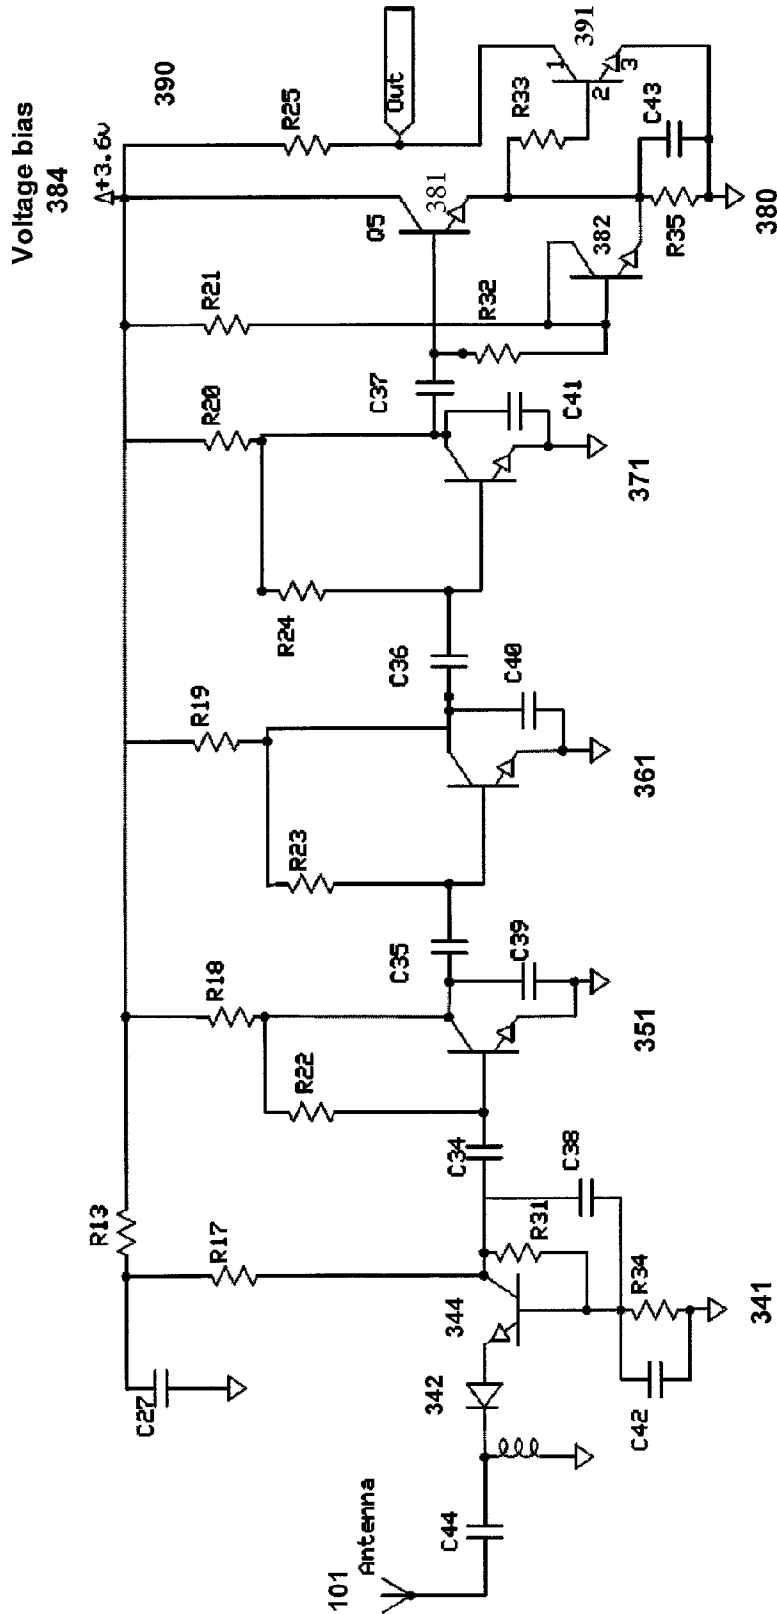 Voltage bias
384
+3.6v
390
R25
Out
391
1
2
3
R33
C43
Q5
381
R35
380
382
R21
R32
R20
C37
C41
371
R24
R19
C36
C40
361
R23
R18
C35
C39
351
R22
R13
R17
C34
C38
R31
R34
344
341
342
C27
C42
C44
101
Antenna